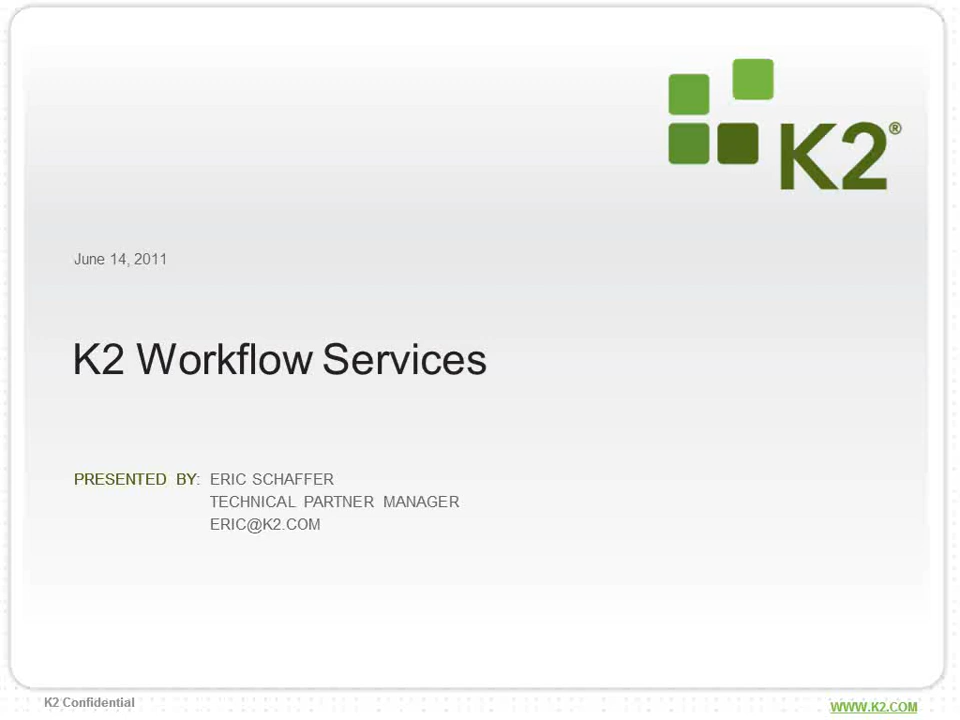 K2®
June 14, 2011
K2 Workflow Services
PRESENTED BY: ERIC SCHAFFER
TECHNICAL PARTNER MANAGER
ERIC@K2.COM
K2 Confidential
WWW.K2.COM